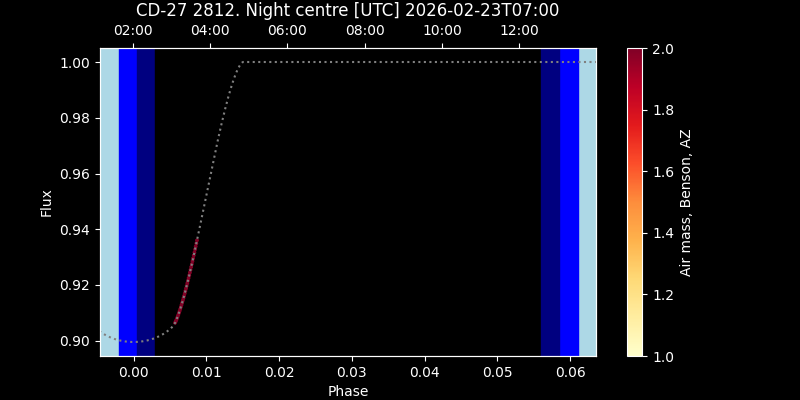 CD-27 2812. Night centre [UTC] 2026-02-23T07:00
02:00 04:00 06:00 08:00 10:00 12:00
1.00
0.98
0.96
0.94
0.92
0.90
Flux
0.00 0.01 0.02 0.03 0.04 0.05 0.06
Phase
2.0
1.8
1.6
1.4
1.2
1.0
Air mass, Benson, AZ